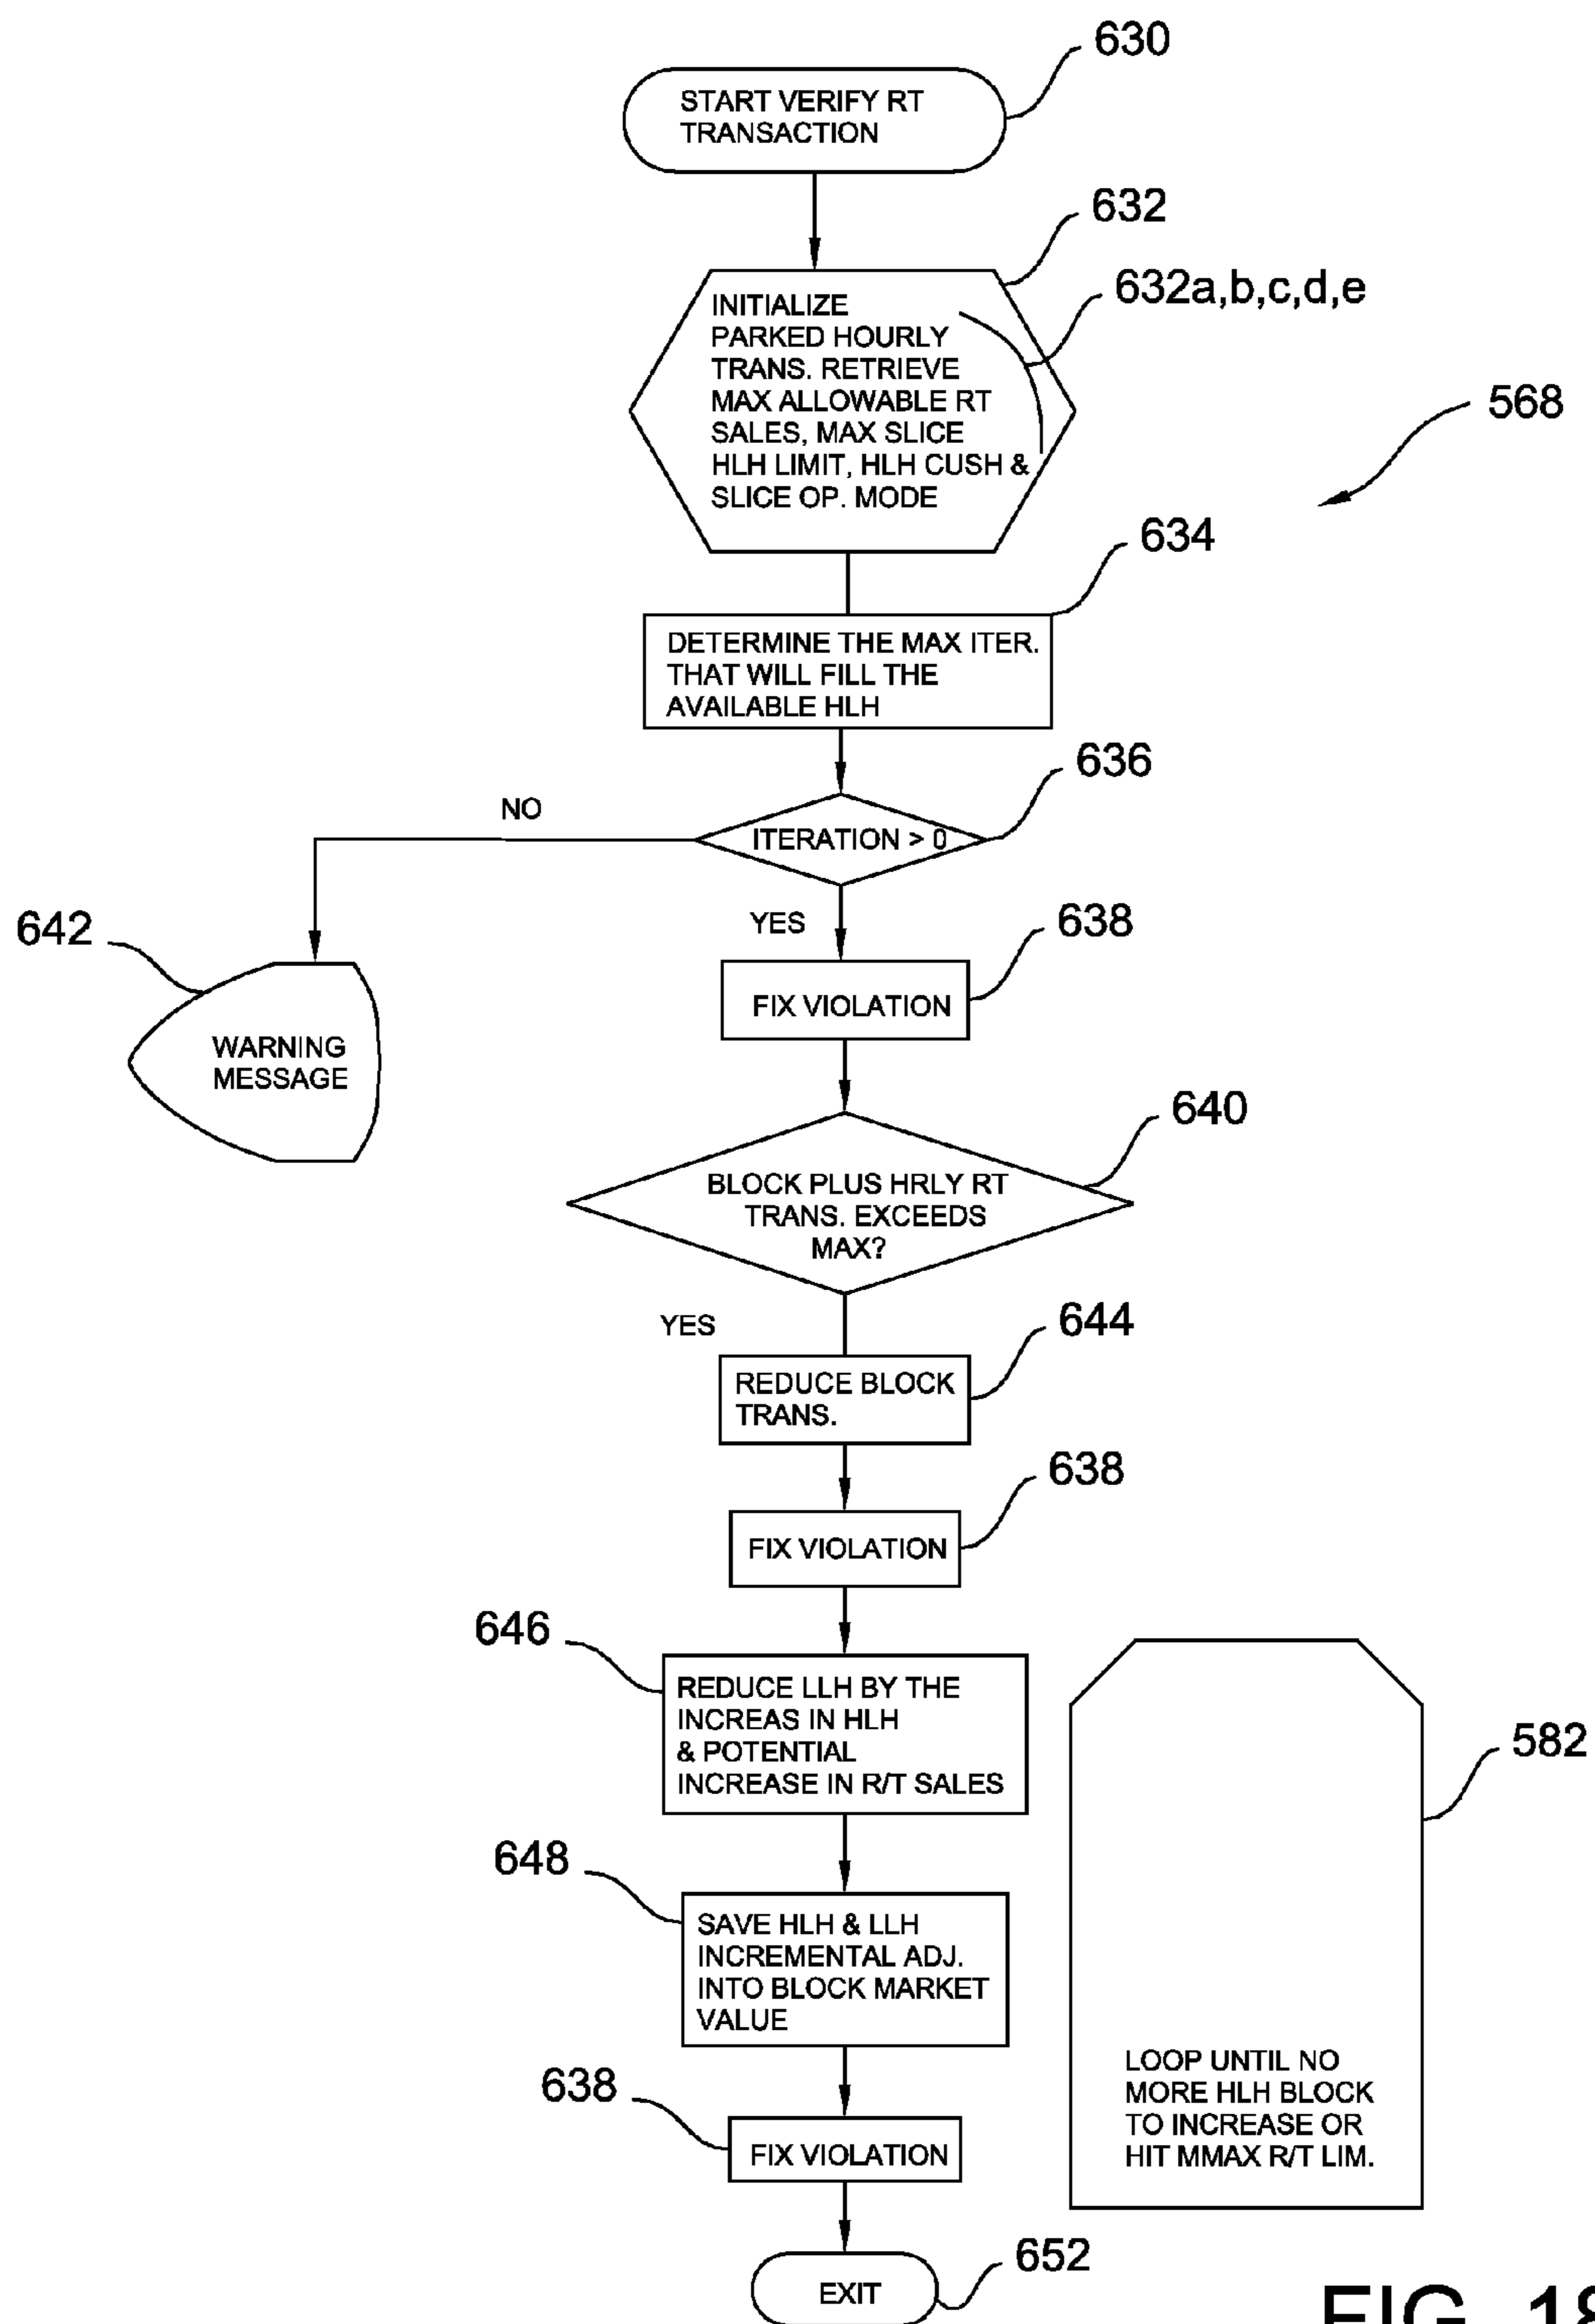 630
START VERIFY RT
TRANSACTION
632
632a,b,c,d,e
INITIALIZE
PARKED HOURLY
TRANS. RETRIEVE
MAX ALLOWABLE RT
SALES, MAX SLICE
HLH LIMIT, HLH CUSH &
SLICE OP. MODE
568
634
DETERMINE THE MAX ITER.
THAT WILL FILL THE
AVAILABLE HLH
636
NO
ITERATION > 0
642
YES
638
WARNING
MESSAGE
FIX VIOLATION
640
BLOCK PLUS HRLY RT
TRANS. EXCEEDS
MAX?
YES
644
REDUCE BLOCK
TRANS.
638
FIX VIOLATION
646
REDUCE LLH BY THE
INCREAS IN HLH
& POTENTIAL
INCREASE IN R/T SALES
582
648
SAVE HLH & LLH
INCREMENTAL ADJ.
INTO BLOCK MARKET
VALUE
LOOP UNTIL NO
MORE HLH BLOCK
TO INCREASE OR
HIT MMAX R/T LIM.
638
FIX VIOLATION
652
EXIT
FIG. 18